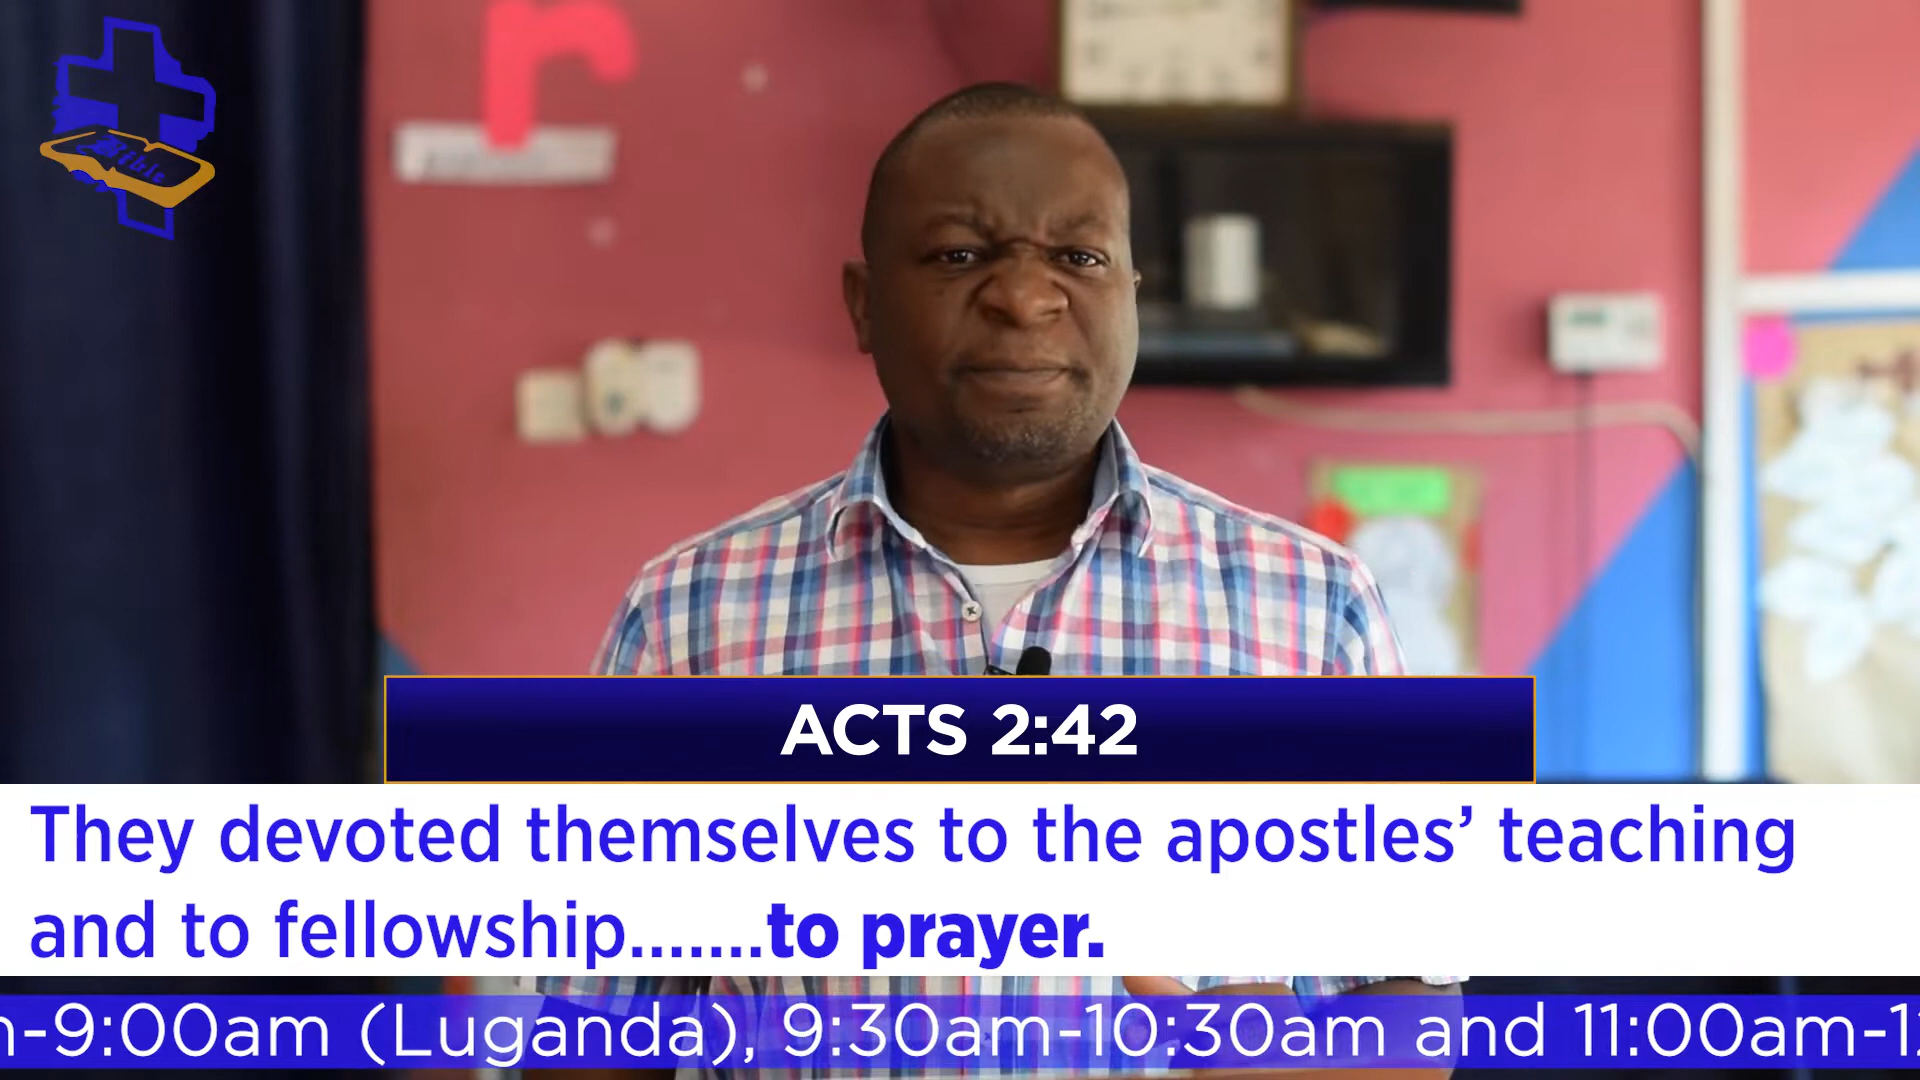 r
Bible
ACTS 2:42
They devoted themselves to the apostles’ teaching
and to fellowship.......to prayer.
-9:00am (Luganda), 9:30am-10:30am and 11:00am-1